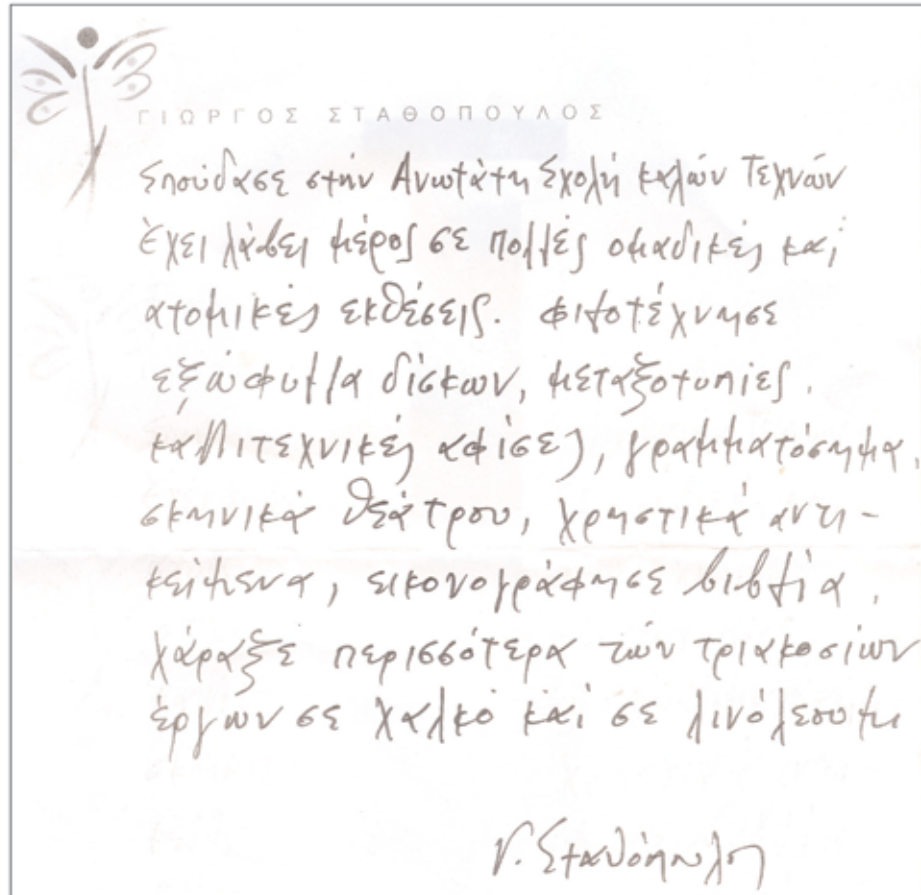 ΓΙΩΡΓΟΣ ΣΤΑΘΟΠΟΥΛΟΣ
Σπούδασε στήν Ανωτάτη Σχολή καλών Τεχνών
Έχει λάβει μέρος σε πολλές ομαδικές και
ατομικές εκθέσεις. Φιλοτέχνησε
εξώφυλλα δίσκων, μεταξοτυπίες,
καλλιτεχνικές αφίσες, γραμματόσημα,
σκηνικά θεάτρου, χρηστικά αντι-
κείμενα, εικονογράφησε βιβλία,
χάραξε περισσότερα τών τριακοσίων
έργων σε χαλκό και σε λινόλεουμ
Γ. Σταθόπουλος